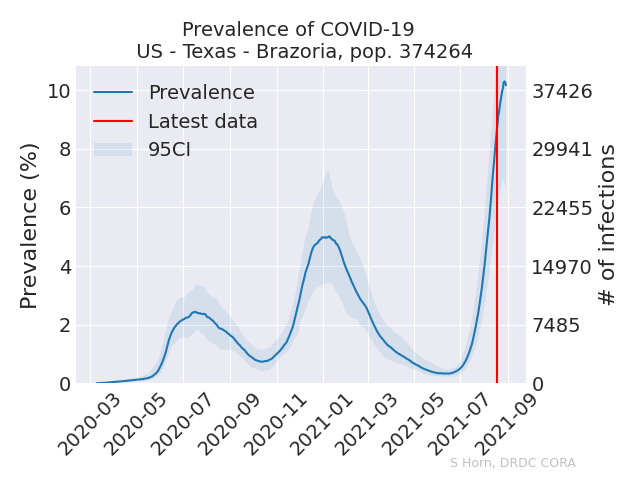 Prevalence of COVID-19
US - Texas - Brazoria, pop. 374264
Prevalence (%)
10
8
6
4
2
0
Prevalence
Latest data
95CI
37426
29941
22455
14970
7485
0
# of infections
2020-03
2020-05
2020-07
2020-09
2020-11
2021-01
2021-03
2021-05
2021-07
2021-09
S Horn, DRDC CORA